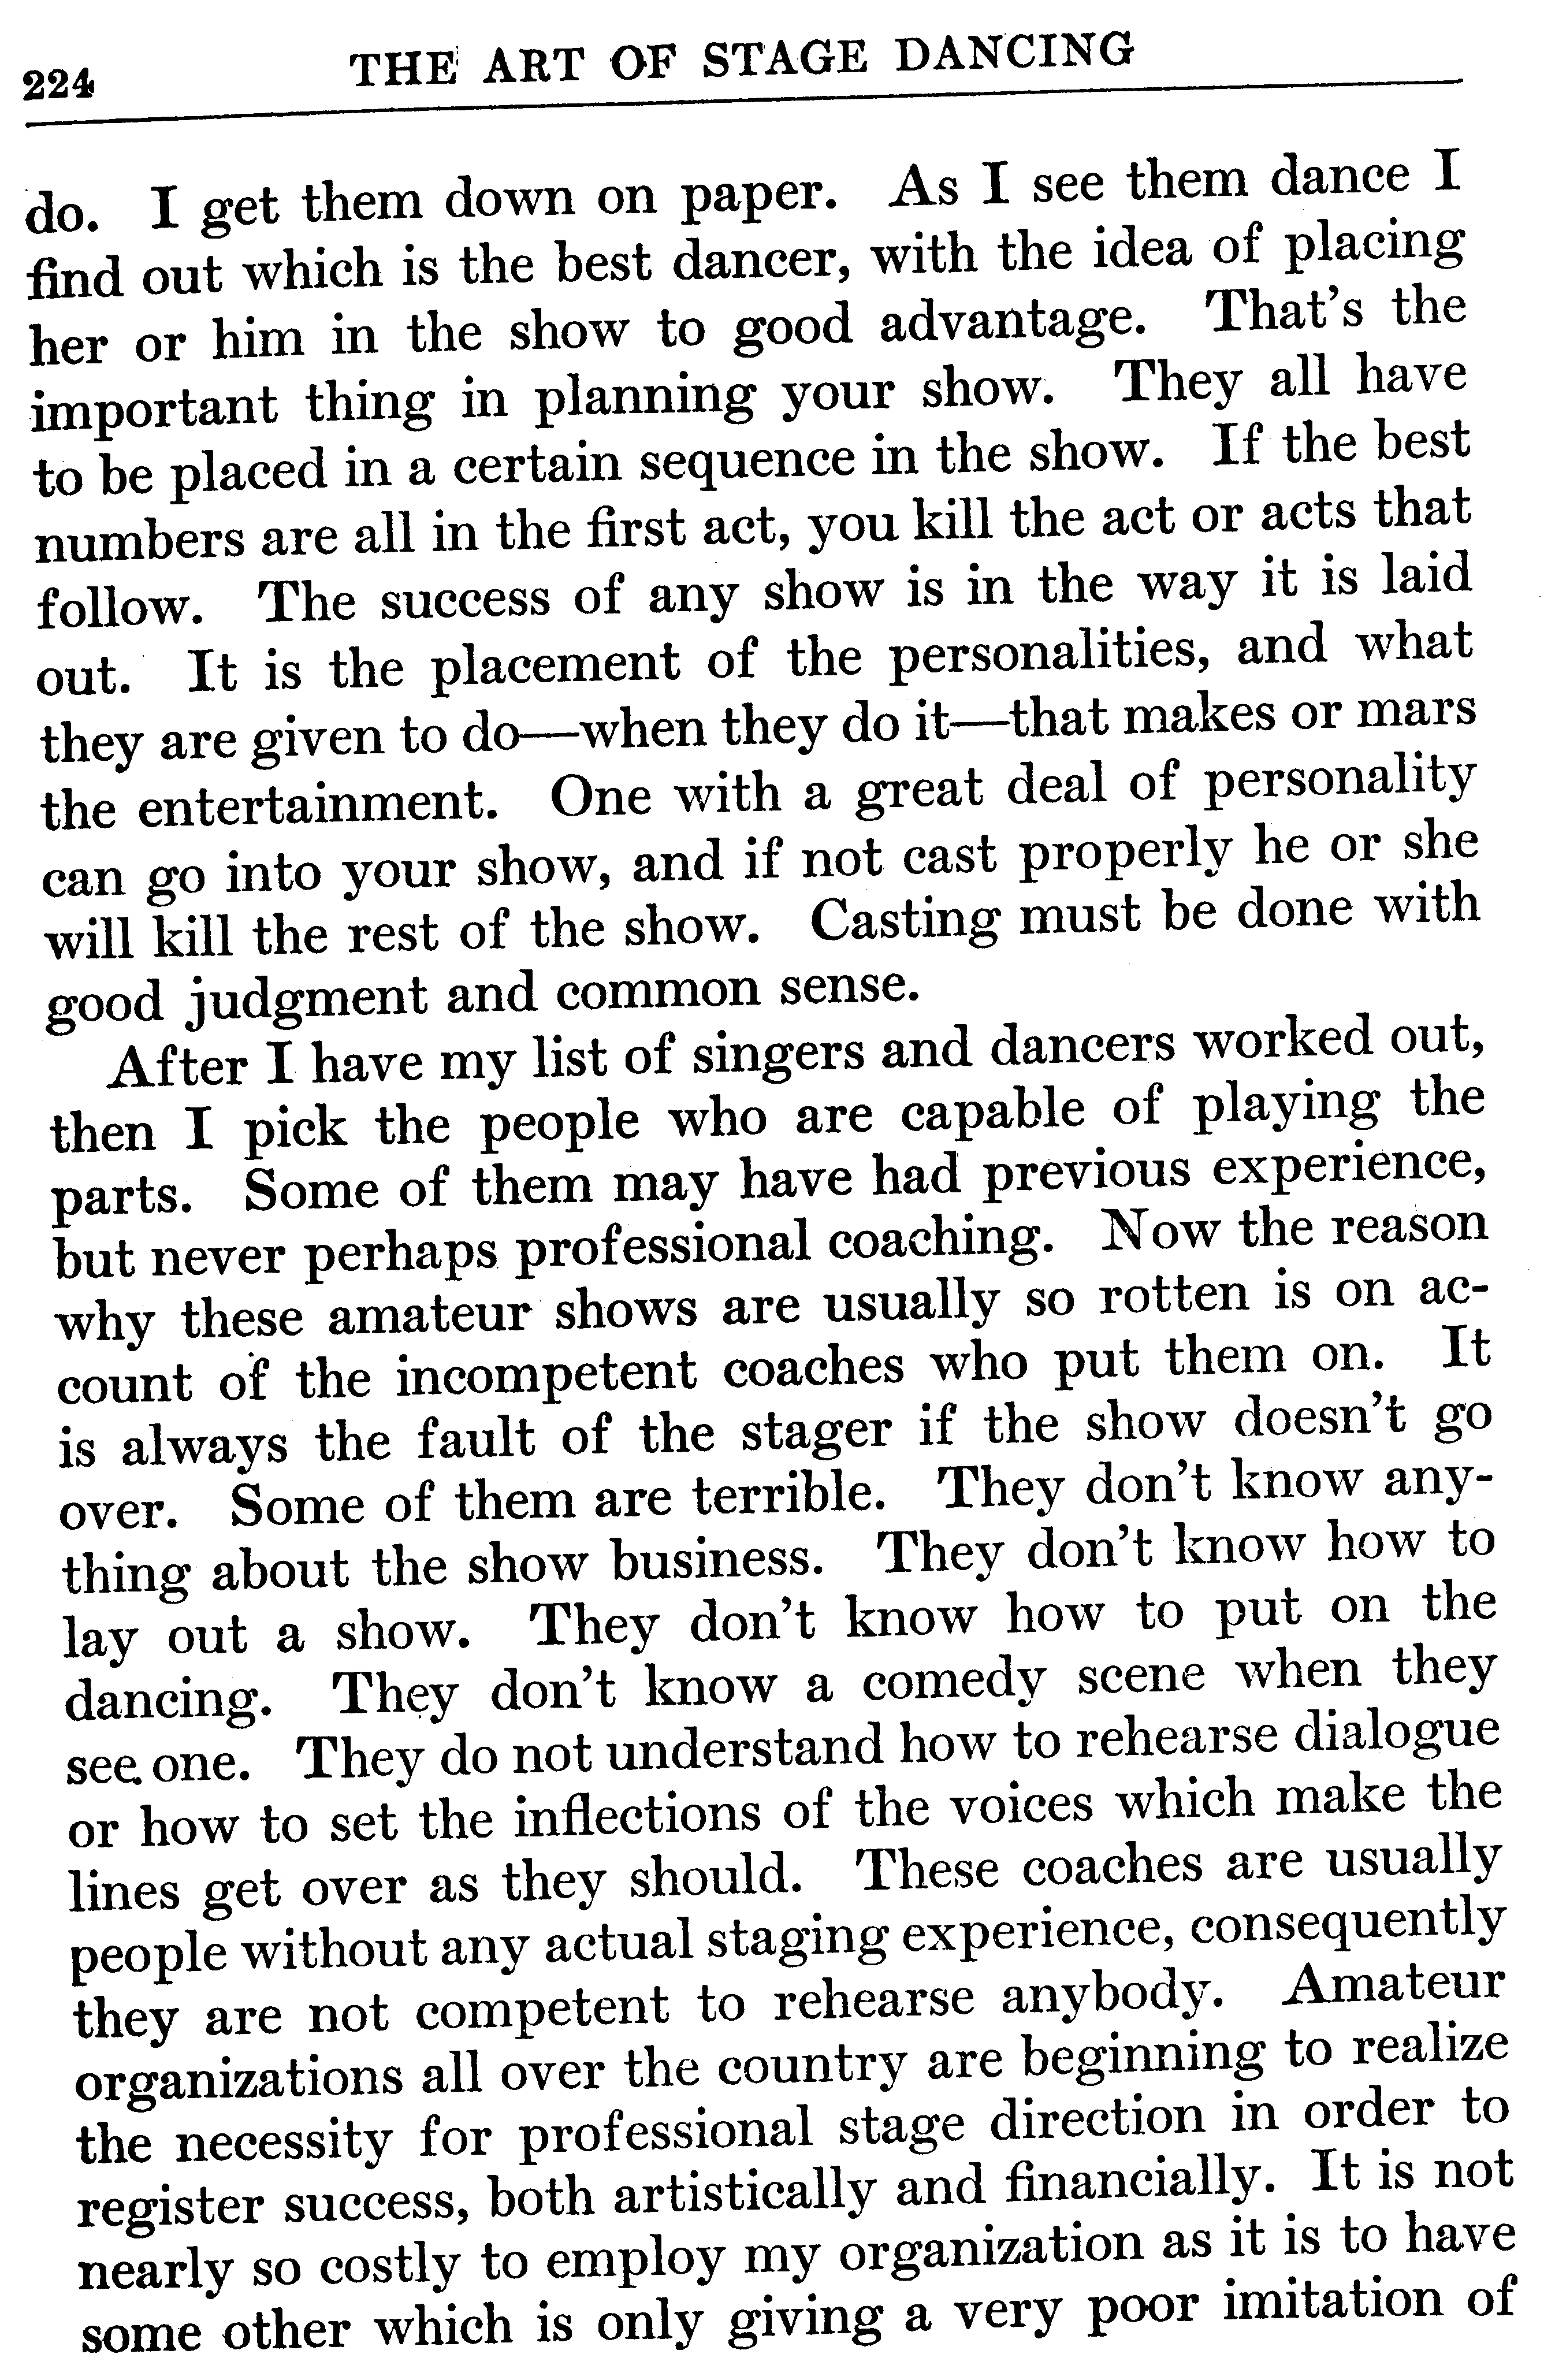 224 THE ART OF STAGE DANCING
do. I get them down on paper. As I see them dance I
find out which is the best dancer, with the idea of placing
her or him in the show to good advantage. That's the
important thing in planning your show. They all have
to be placed in a certain sequence in the show. If the best
numbers are all in the first act, you kill the act or acts that
follow. The success of any show is in the way it is laid
out. It is the placement of the personalities, and what
they are given to do—when they do it—that makes or mars
the entertainment. One with a great deal of personality
can go into your show, and if not cast properly he or she
will kill the rest of the show. Casting must be done with
good judgment and common sense.
After I have my list of singers and dancers worked out,
then I pick the people who are capable of playing the
parts. Some of them may have had previous experience,
but never perhaps professional coaching. Now the reason
why these amateur shows are usually so rotten is on ac-
count of the incompetent coaches who put them on. It
is always the fault of the stager if the show doesn't go
over. Some of them are terrible. They don't know any-
thing about the show business. They don't know how to
lay out a show. They don't know how to put on the
dancing. They don't know a comedy scene when they
see one. They do not understand how to rehearse dialogue
or how to set the inflections of the voices which make the
lines get over as they should. These coaches are usually
people without any actual staging experience, consequently
they are not competent to rehearse anybody. Amateur
organizations all over the country are beginning to realize
the necessity for professional stage direction in order to
register success, both artistically and financially. It is not
nearly so costly to employ my organization as it is to have
some other which is only giving a very poor imitation of